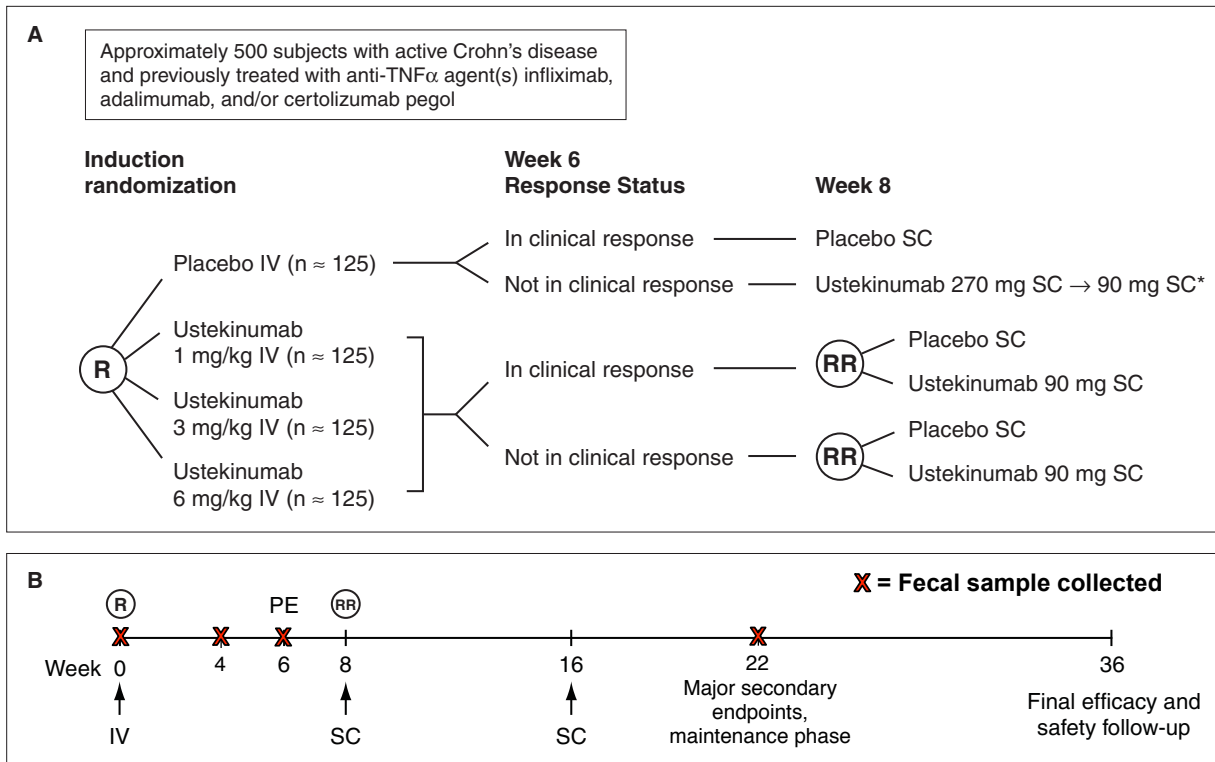 A
Approximately 500 subjects with active Crohn's disease
and previously treated with anti-TNFα agent(s) infliximab,
adalimumab, and/or certolizumab pegol
Induction
randomization
Week 6
Response Status
Week 8
R
Placebo IV (n ≈ 125)
Ustekinumab
1 mg/kg IV (n ≈ 125)
Ustekinumab
3 mg/kg IV (n ≈ 125)
Ustekinumab
6 mg/kg IV (n ≈ 125)
In clinical response
Placebo SC
Not in clinical response
Ustekinumab 270 mg SC → 90 mg SC*
In clinical response
RR
Placebo SC
Ustekinumab 90 mg SC
Not in clinical response
RR
Placebo SC
Ustekinumab 90 mg SC
B
X = Fecal sample collected
R
PE
RR
Week 0 4 6 8 16 22 36
IV
SC
SC
Major secondary
endpoints,
maintenance phase
Final efficacy and
safety follow-up